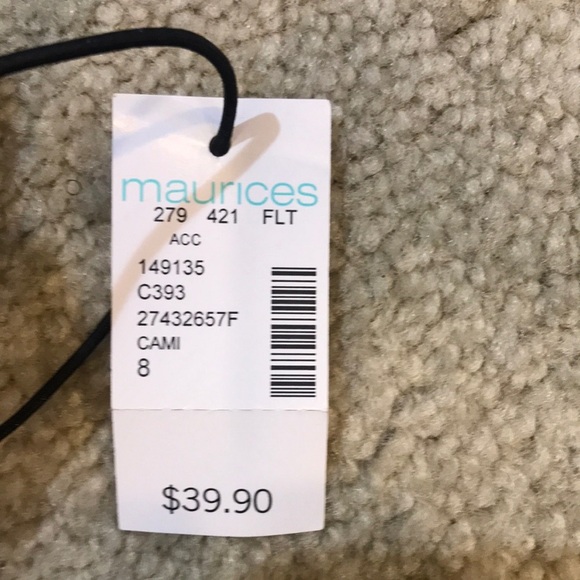 maurices
279 421 FLT
ACC
149135
C393
27432657F
CAMI
8
$39.90